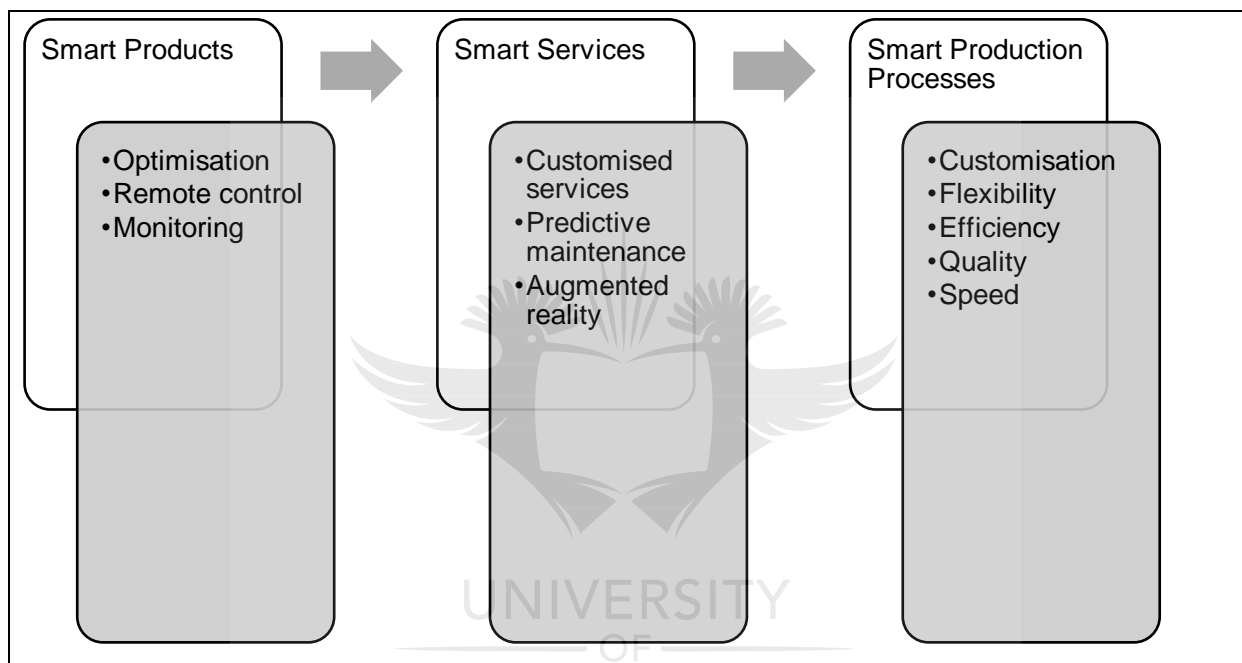 Smart Products
•Optimisation
•Remote control
•Monitoring
Smart Services
•Customised
services
•Predictive
maintenance
•Augmented
reality
Smart Production
Processes
•Customisation
•Flexibility
•Efficiency
•Quality
•Speed
UNIVERSITY
OF